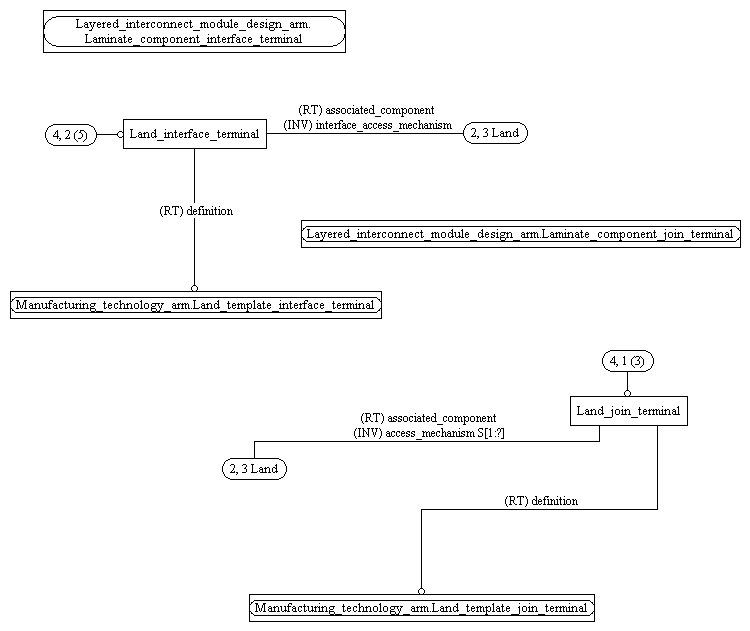 Layered_interconnect_module_design_arm.
Laminate_component_interface_terminal
(RT) associated_component
(INV) interface_access_mechanism
4, 2 (5)
Land_interface_terminal
2, 3 Land
(RT) definition
Layered_interconnect_module_design_arm.Laminate_component_join_terminal
Manufacturing_technology_arm.Land_template_interface_terminal
4, 1 (3)
Land_join_terminal
(RT) associated_component
(INV) access_mechanism S[1:?]
2, 3 Land
(RT) definition
Manufacturing_technology_arm.Land_template_join_terminal